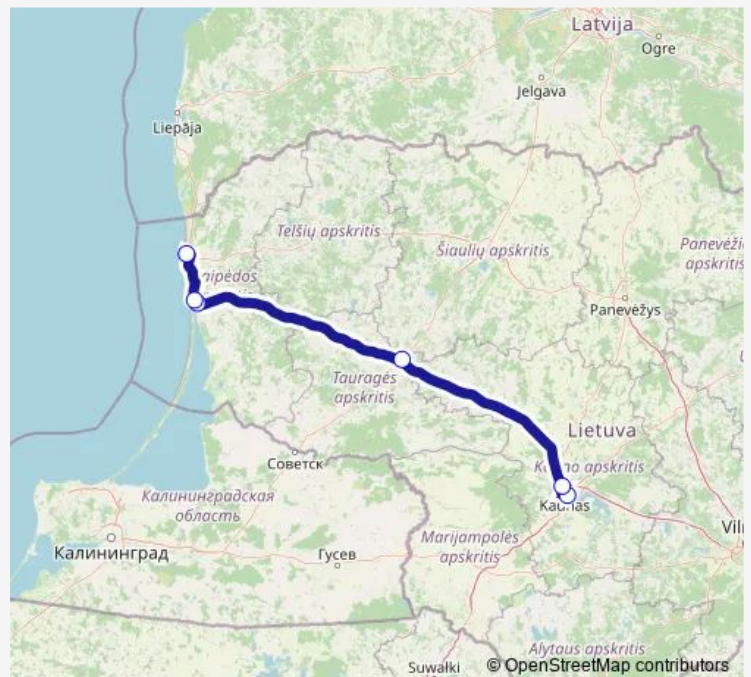 Latvija
Ogre
Jelgava
Liepāja
Telšių apskritis
Šiaulių apskritis
apskritis
Panevėžys
Tauragės
apskritis
Lietuva
Советск
apskritis
Калининградская
область
Marijampolės
apskritis
Калининград
Гусев
Alytaus apskritis
Suwałki
© OpenStreetMap contributors